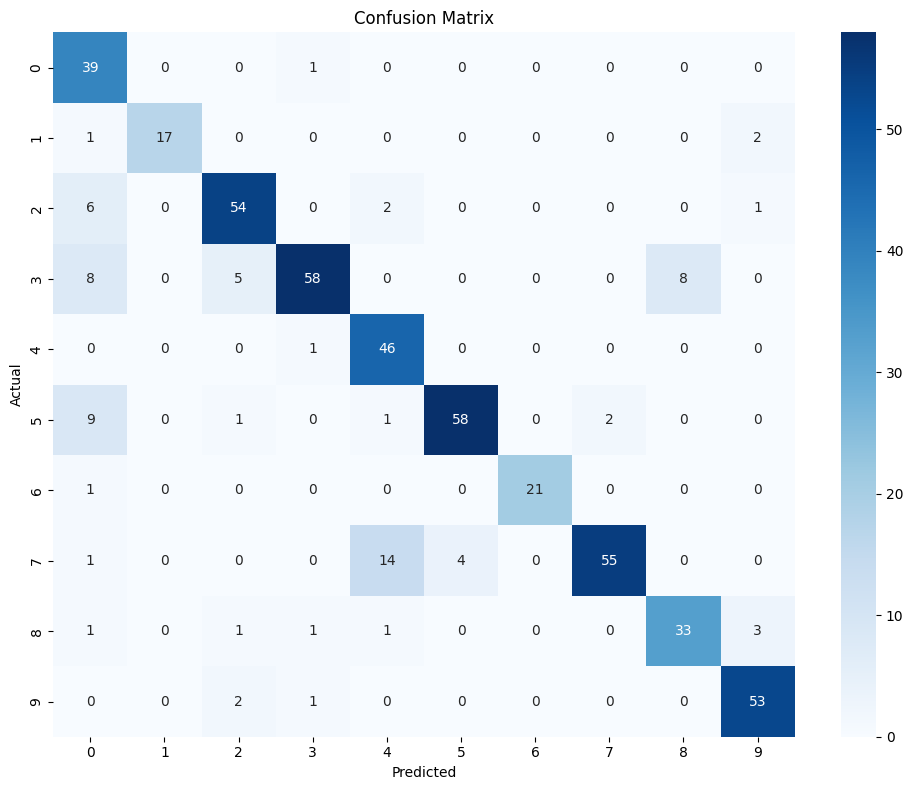 Confusion Matrix
Actual
0 39 0 0 1 0 0 0 0 0 0
1 1 17 0 0 0 0 0 0 0 2
2 6 0 54 0 2 0 0 0 0 1
3 8 0 5 58 0 0 0 0 8 0
4 0 0 0 1 46 0 0 0 0 0
5 9 0 1 0 1 58 0 2 0 0
6 1 0 0 0 0 0 21 0 0 0
7 1 0 0 0 14 4 0 55 0 0
8 1 0 1 1 1 0 0 0 33 3
9 0 0 2 1 0 0 0 0 0 53
0 1 2 3 4 5 6 7 8 9
Predicted
50
40
30
20
10
0